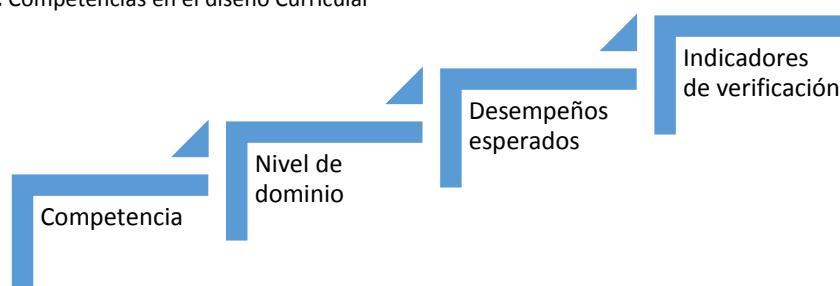 . Competencias en el diseño Curricular
Competencia
Nivel de
dominio
Desempeños
esperados
Indicadores
de verificación